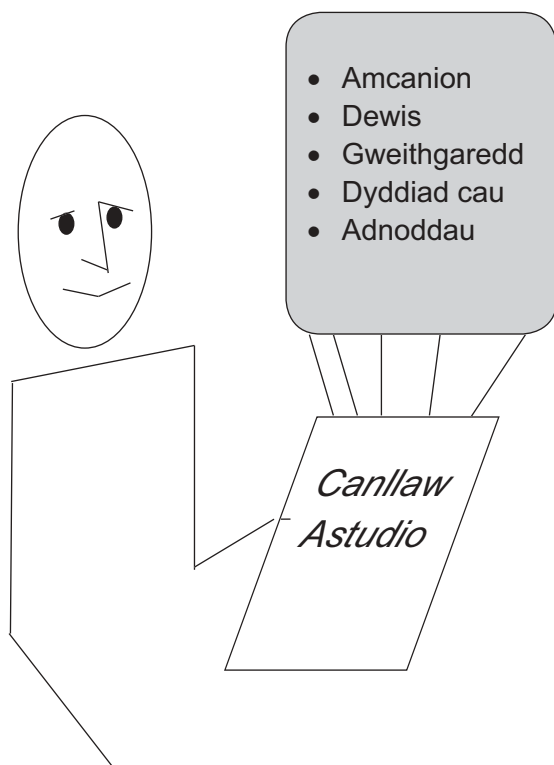 • Amcanion
• Dewis
• Gweithgaredd
• Dyddiad cau
• Adnoddau
Canllaw
Astudio